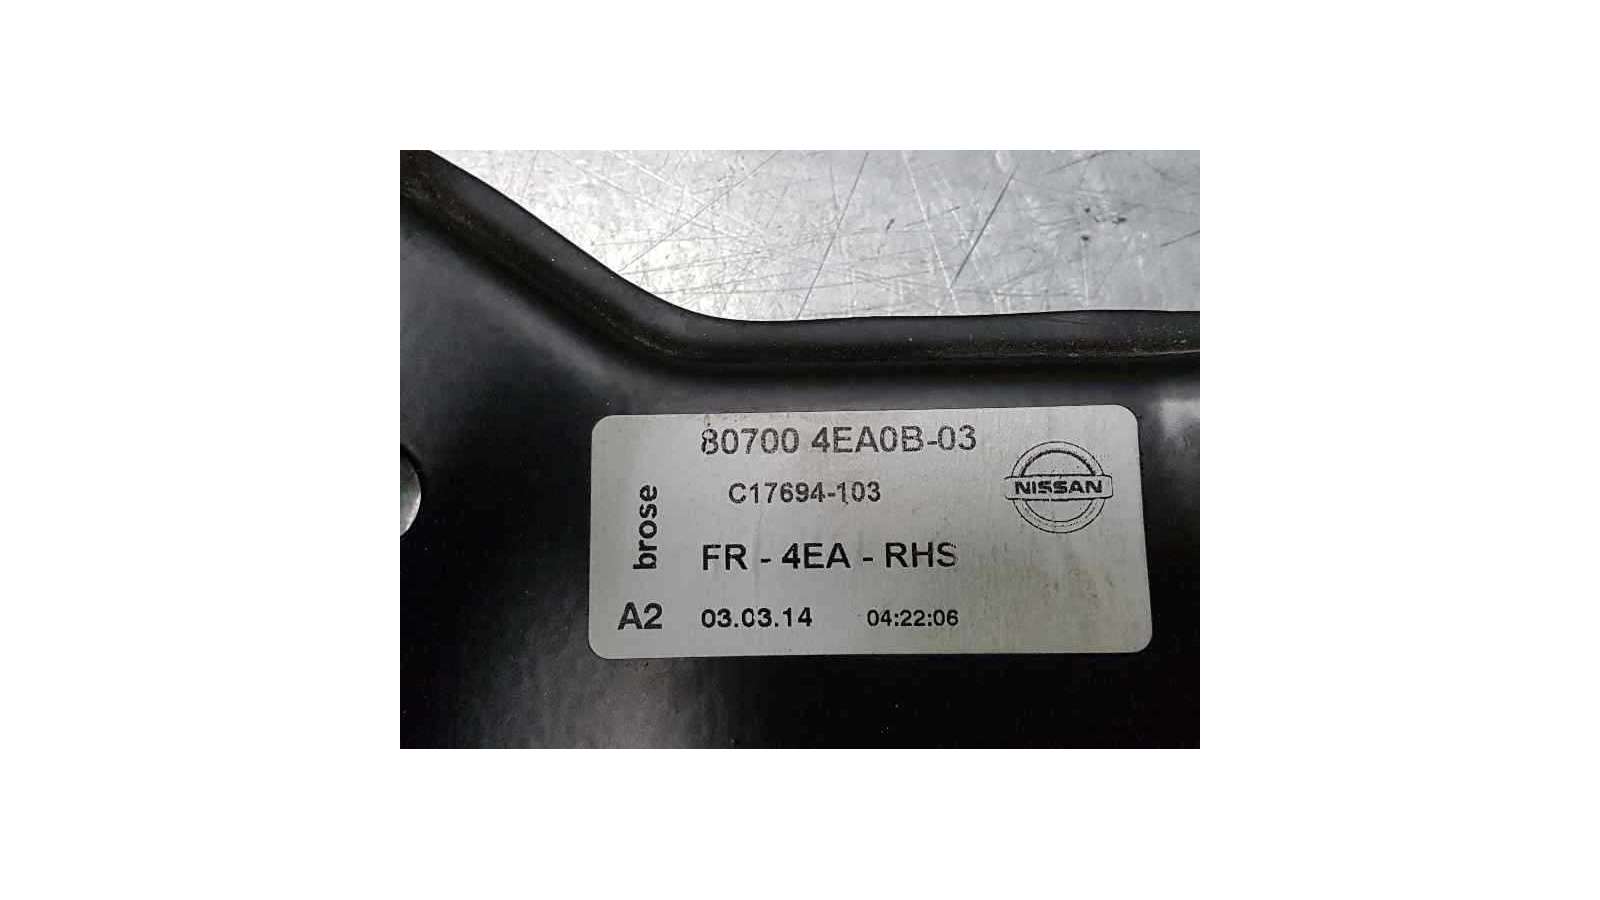 80700 4EA0B-03
NISSAN
C17694-103
brose
FR - 4EA - RHS
A2 03.03.14 04:22:06